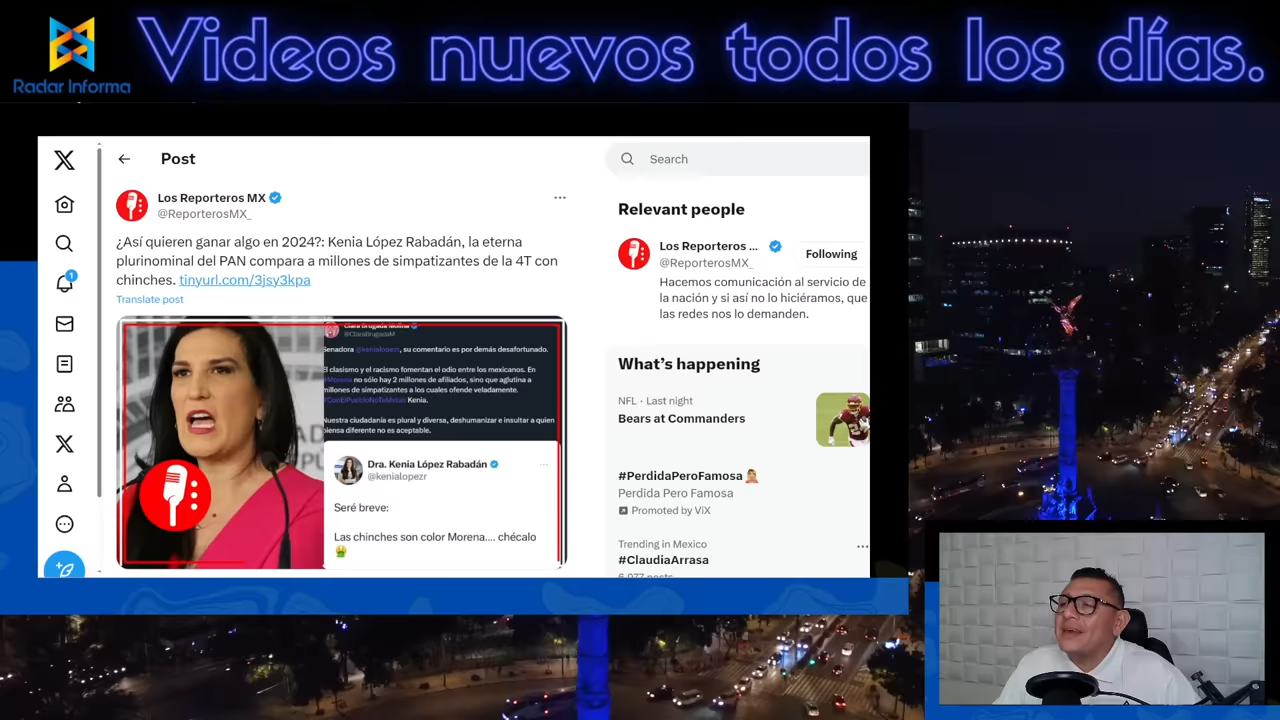 Videos nuevos todos los días.
Radar Informa
Post
Search
Los Reporteros MX
@ReporterosMX_
¿Así quieren ganar algo en 2024?: Kenia López Rabadán, la eterna
plurinominal del PAN compara a millones de simpatizantes de la 4T con
chinches. tinyurl.com/3jsy3kpa
Translate post
Clara Brugada Molina
@ClaraBrugadaM
Senadora @kenialopezr, su comentario es por demás desafortunado.
El clasismo y el racismo fomentan el odio entre los mexicanos. En
no sólo hay 2 millones de afiliados, sino que aglutina a
millones de simpatizantes a los cuales ofende veladamente.
Kenia.
Nuestra ciudadanía es plural y diversa, deshumanizar e insultar a quien
piensa diferente no es aceptable.
Dra. Kenia López Rabadán
@kenialopezr
Seré breve:
Las chinches son color Morena.... chécalo
Relevant people
Los Reporteros ...
@ReporterosMX_
Following
Hacemos comunicación al servicio de
la nación y si así no lo hiciéramos, que
las redes nos lo demanden.
What's happening
NFL · Last night
Bears at Commanders
#PerdidaPeroFamosa
Perdida Pero Famosa
Promoted by ViX
Trending in Mexico
#ClaudiaArrasa
1